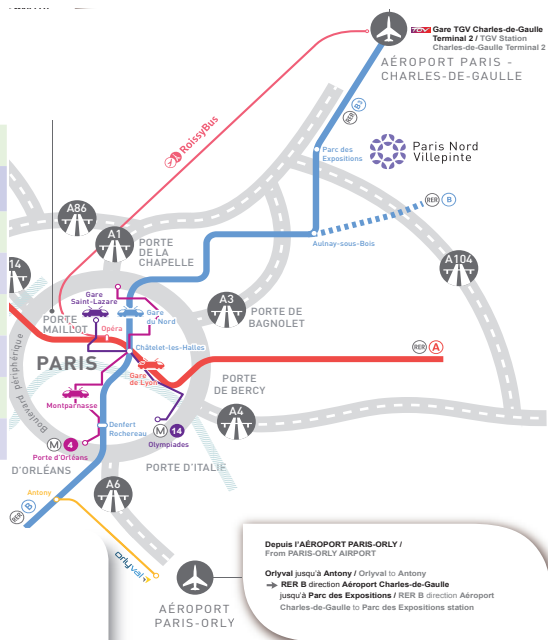 TGV Gare TGV Charles-de-Gaulle
Terminal 2 / TGV Station
Charles-de-Gaulle Terminal 2
AÉROPORT PARIS -
CHARLES-DE-GAULLE
RER B3
RoissyBus
Parc des
Expositions
Paris Nord
Villepinte
RER B
A86
Aulnay-sous-Bois
A1
PORTE
DE LA
CHAPELLE
A104
14
Gare
Saint-Lazare
A3
PORTE DE
BAGNOLET
PORTE
MAILLOT
Gare
du Nord
Opéra
Châtelet-les-Halles
RER A
PARIS
Gare
de Lyon
PORTE
DE BERCY
Boulevard périphérique
Montparnasse
A4
Denfert
Rochereau
M 14
Olympiades
M 4
Porte d'Orléans
D'ORLÉANS
PORTE D'ITALIE
A6
Antony
RER B
orlyval
AÉROPORT
PARIS-ORLY
Depuis l'AÉROPORT PARIS-ORLY /
From PARIS-ORLY AIRPORT
Orlyval jusqu'à Antony / Orlyval to Antony
➔ RER B direction Aéroport Charles-de-Gaulle
jusqu'à Parc des Expositions / RER B direction Aéroport
Charles-de-Gaulle to Parc des Expositions station